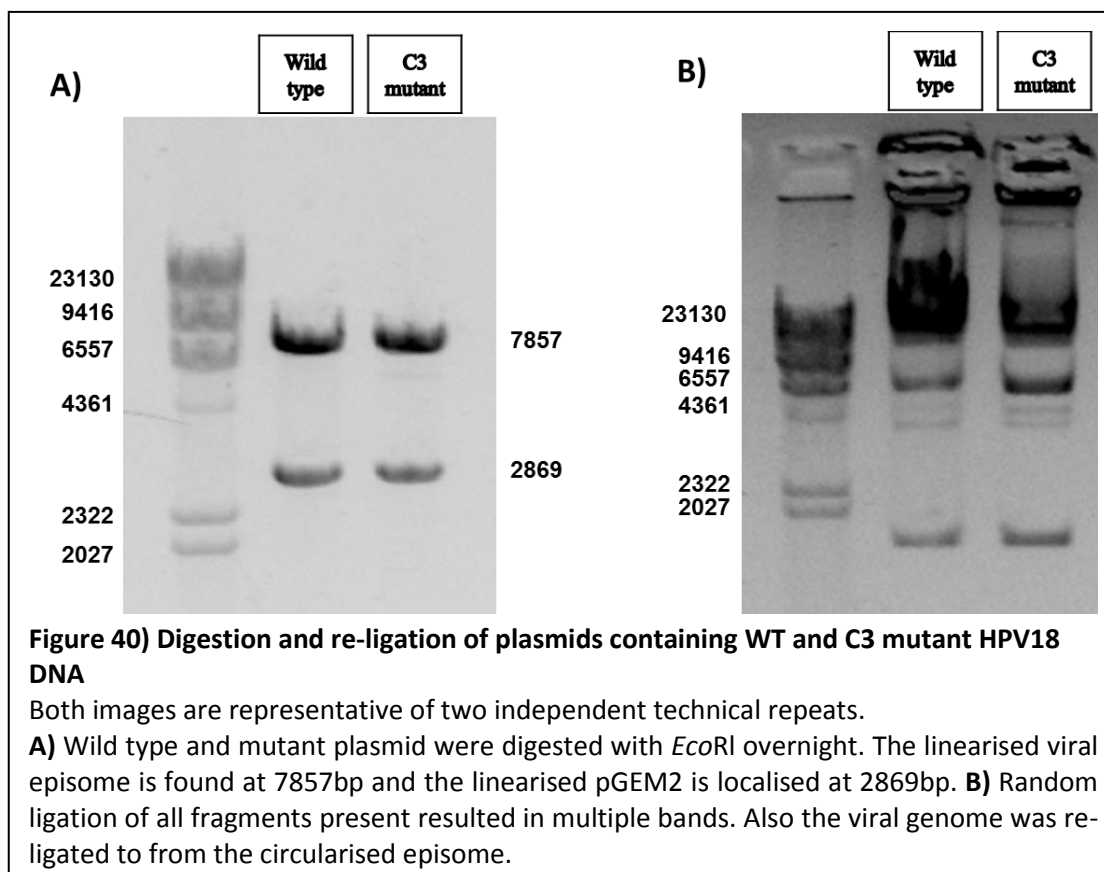 A)
Wild
type
C3
mutant
23130
9416
6557
4361
2322
2027
7857
2869
B)
Wild
type
C3
mutant
23130
9416
6557
4361
2322
2027
Figure 40) Digestion and re-ligation of plasmids containing WT and C3 mutant HPV18
DNA
Both images are representative of two independent technical repeats.
A) Wild type and mutant plasmid were digested with EcoRI overnight. The linearised viral
episome is found at 7857bp and the linearised pGEM2 is localised at 2869bp. B) Random
ligation of all fragments present resulted in multiple bands. Also the viral genome was re-
ligated to from the circularised episome.